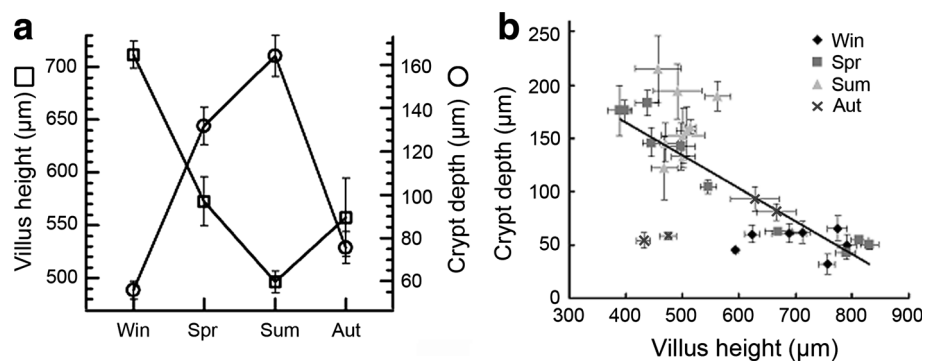 a
Villus height (µm)
700
650
600
550
500
Win Spr Sum Aut
160
140
120
100
80
60
Crypt depth (µm)
b
Crypt depth (µm)
250
200
150
100
50
0
Win
Spr
Sum
Aut
300 400 500 600 700 800 900
Villus height (µm)